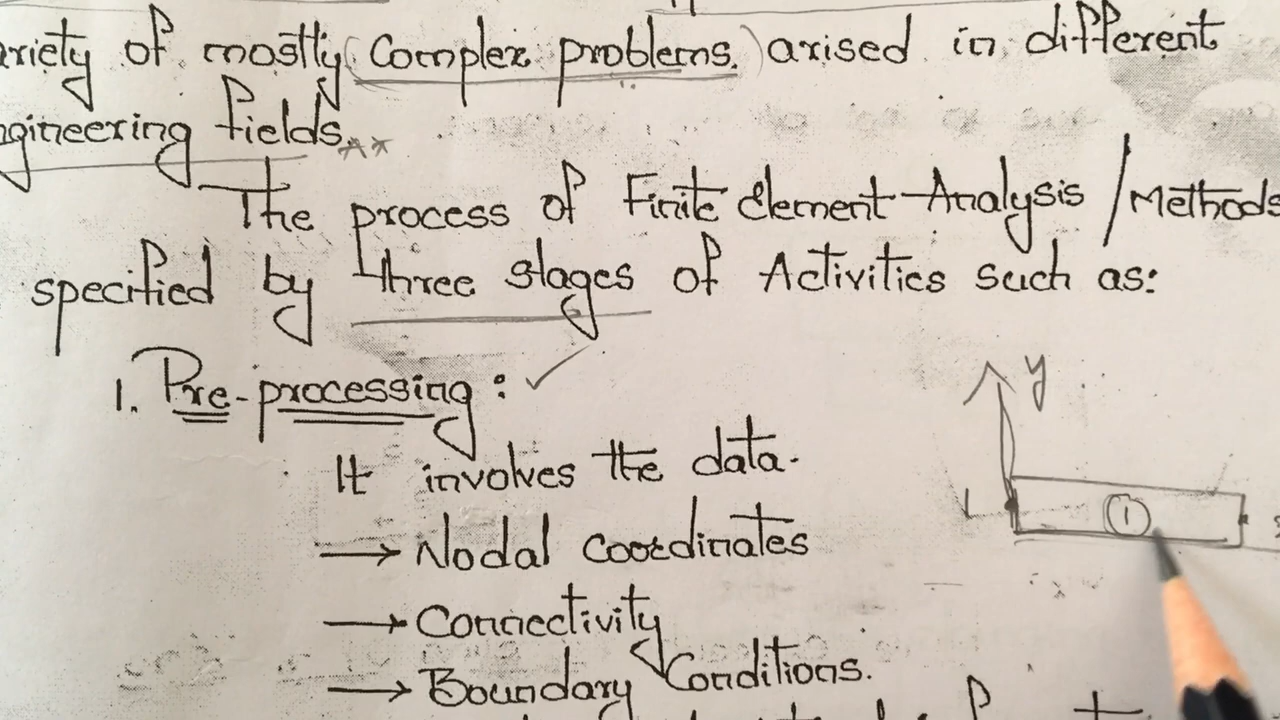 ariety of mostly (Complex problems.) arised in different
ngineering fields.
The process of Finite Element Analysis / Methods
specified by three stages of Activities such as:
1. Pre-processing:
It involves the data.
→ Nodal coordinates
→ Connectivity
→ Boundary Conditions.
y
1
1